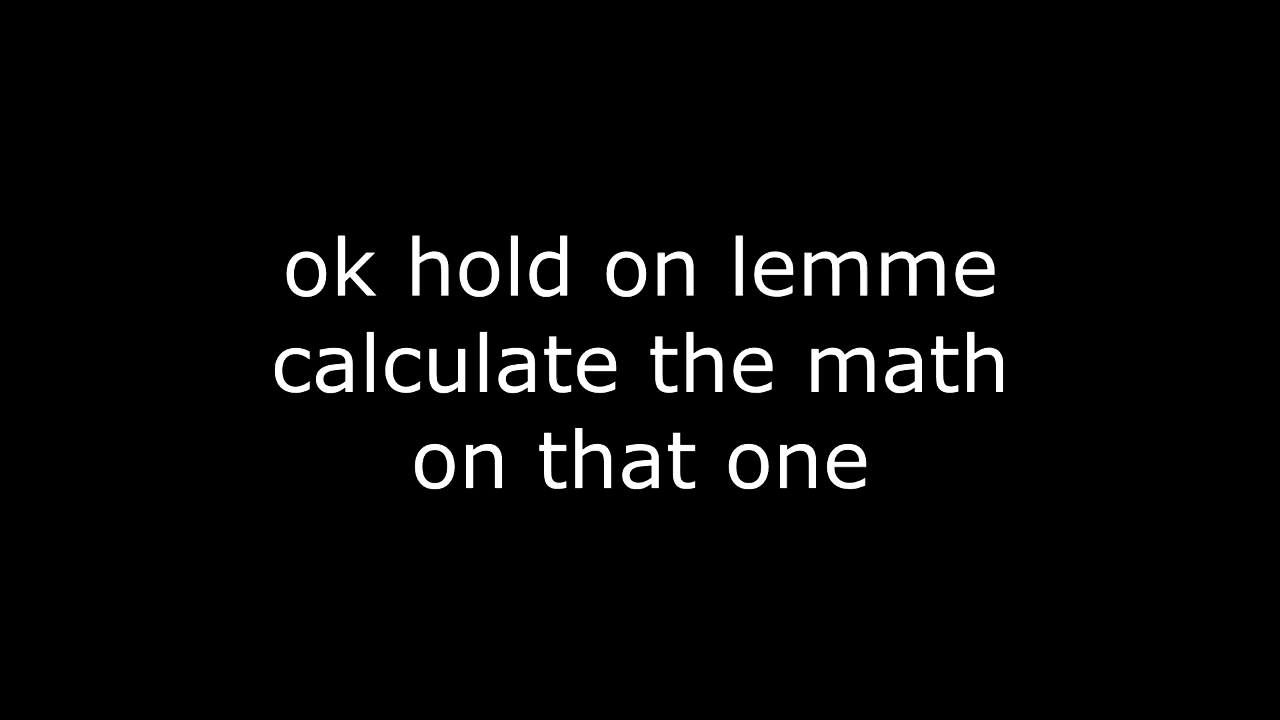 ok hold on lemme
calculate the math
on that one